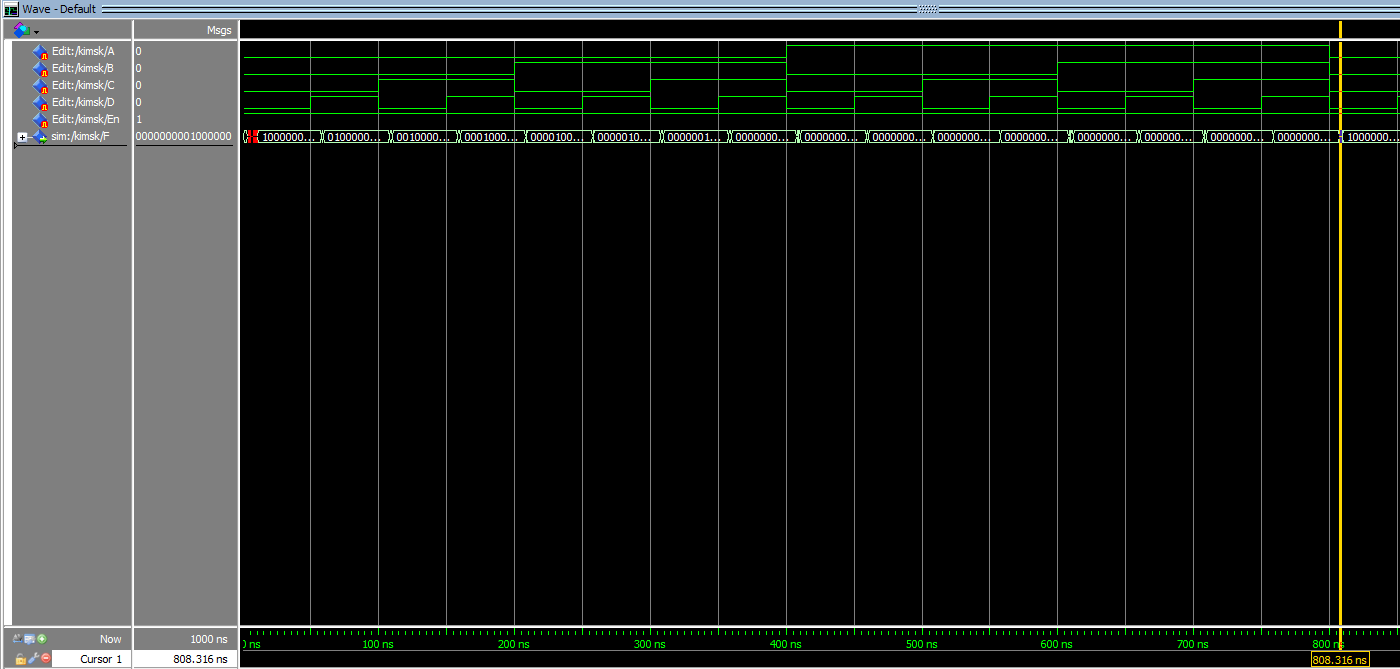 Wave - Default
Msgs
Edit:/kimsk/A 0
Edit:/kimsk/B 0
Edit:/kimsk/C 0
Edit:/kimsk/D 0
Edit:/kimsk/En 1
sim:/kimsk/F 0000000001000000 1000000... 0100000... 0010000... 0001000... 0000100... 0000010... 0000001... 0000000... 0000000... 0000000... 0000000... 0000000... 0000000... 0000000... 0000000... 0000000... 1000000...
Now 1000 ns ns 100 ns 200 ns 300 ns 400 ns 500 ns 600 ns 700 ns 800 ns
Cursor 1 808.316 ns 808.316 ns